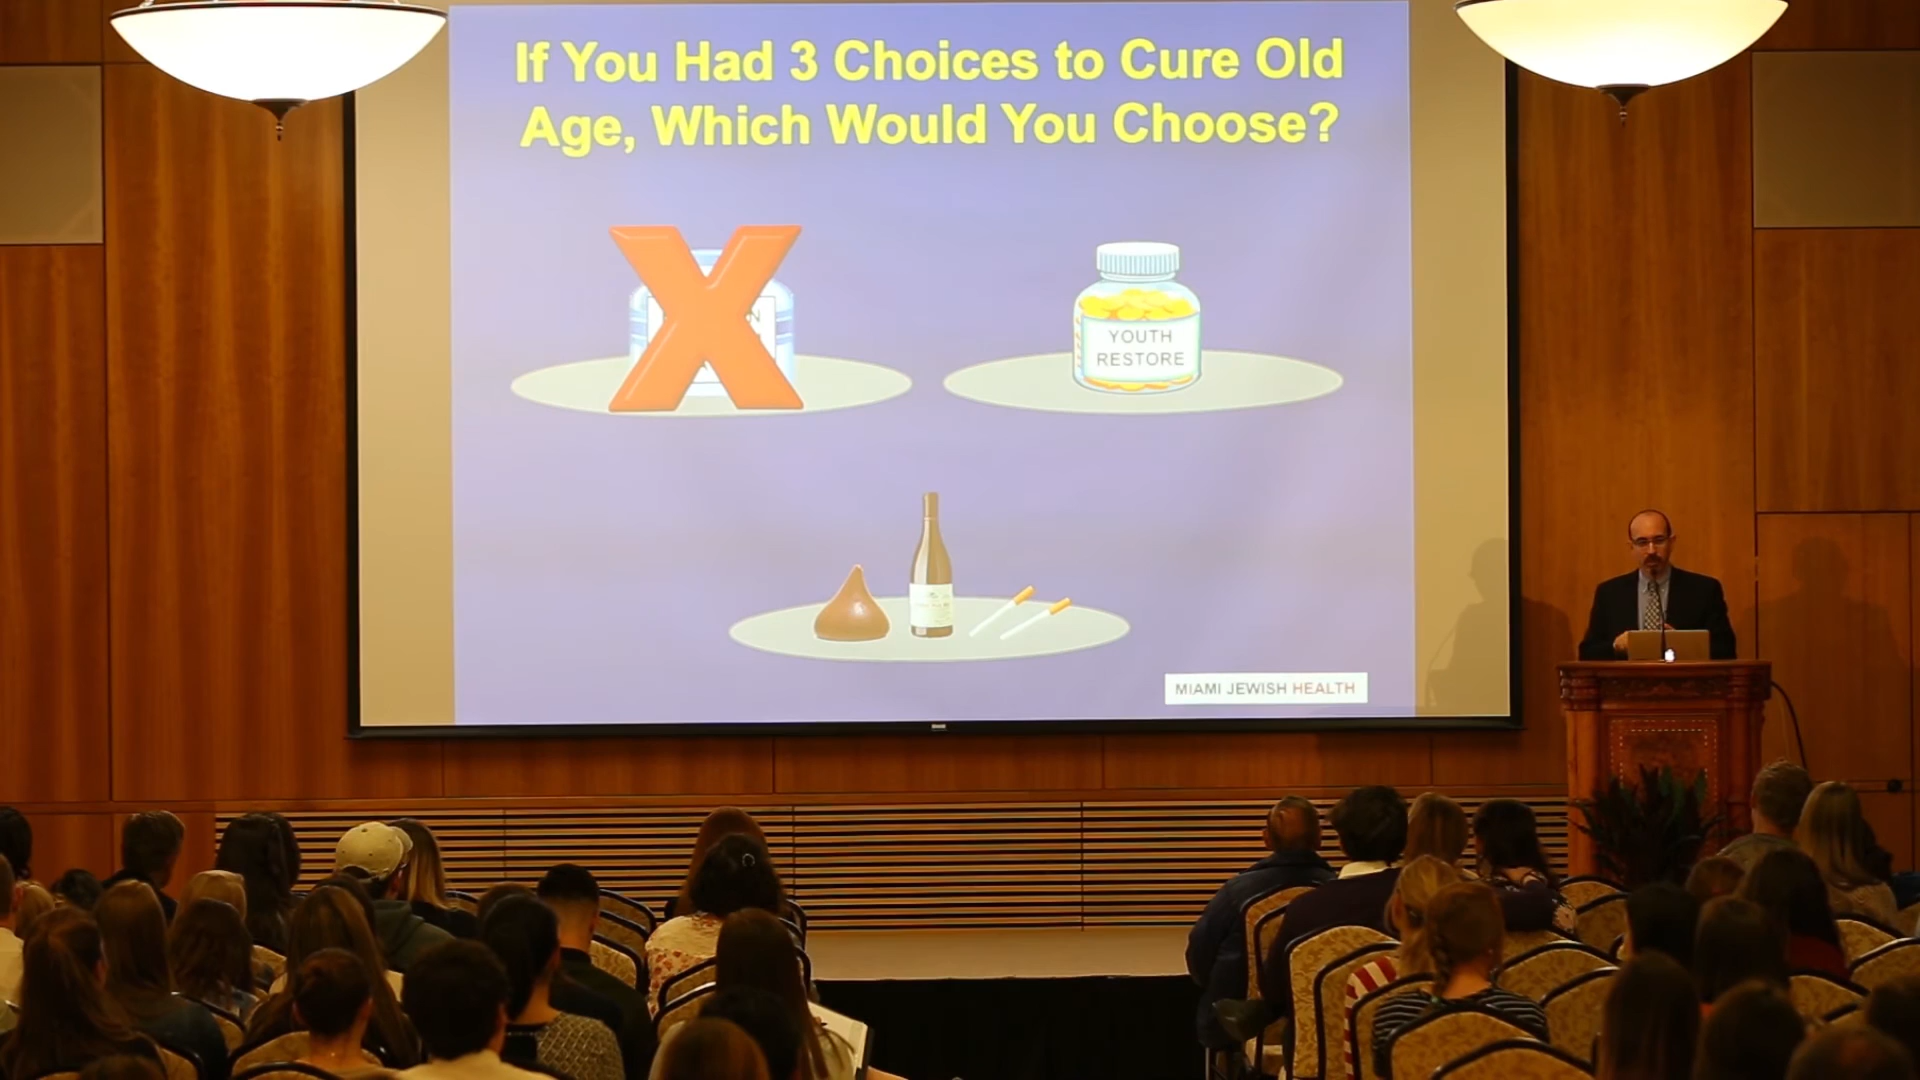 If You Had 3 Choices to Cure Old
Age, Which Would You Choose?
YOUTH
RESTORE
MIAMI JEWISH HEALTH